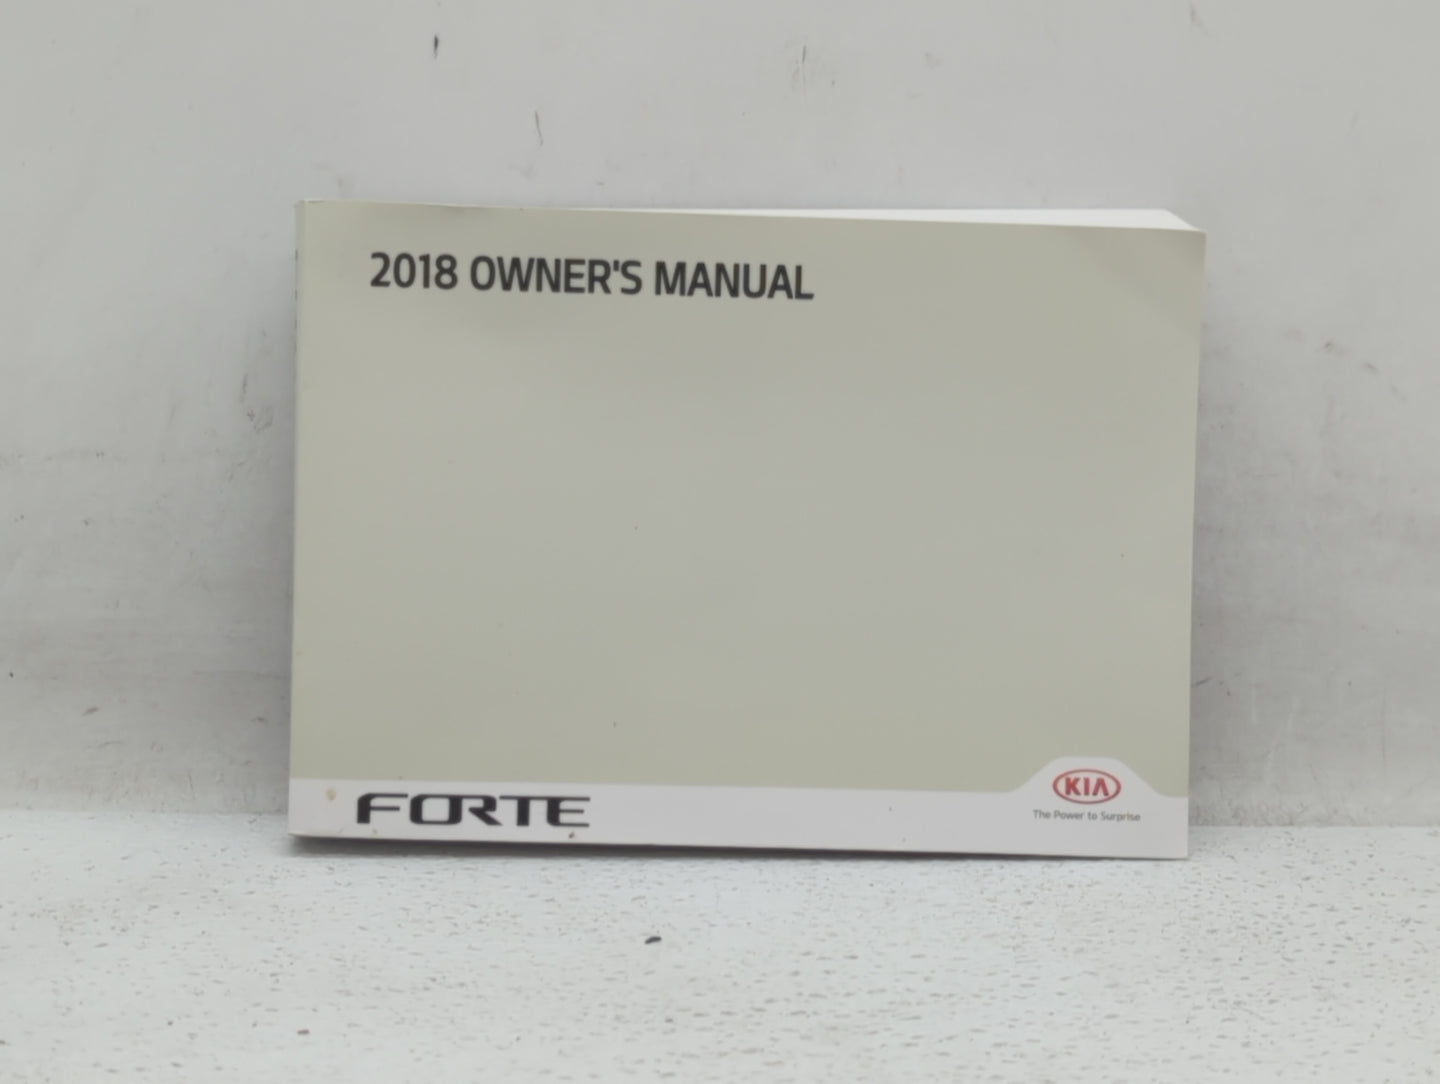 2018 OWNER'S MANUAL
FORTE
KIA
The Power to Surprise